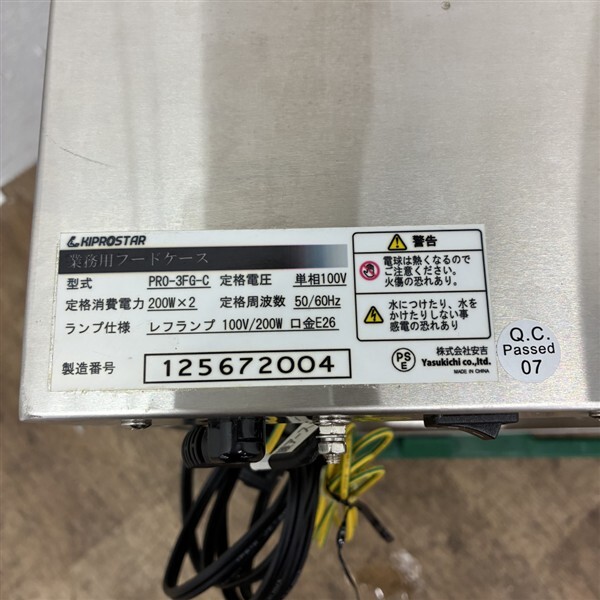 KIPROSTAR
業務用フードケース
型式 PRO-3FG-C 定格電圧 単相100V
定格消費電力 200W×2 定格周波数 50/60Hz
ランプ仕様 レフランプ 100V/200W 口金E26
製造番号 125672004
警告
電球は熱くなるので
ご注意ください。
火傷の恐れあり。
水につけたり、水を
かけたりしない事
感電の恐れあり
PS
E
株式会社安吉
Yasukichi co.,ltd.
MADE IN CHINA
Q.C.
Passed
07